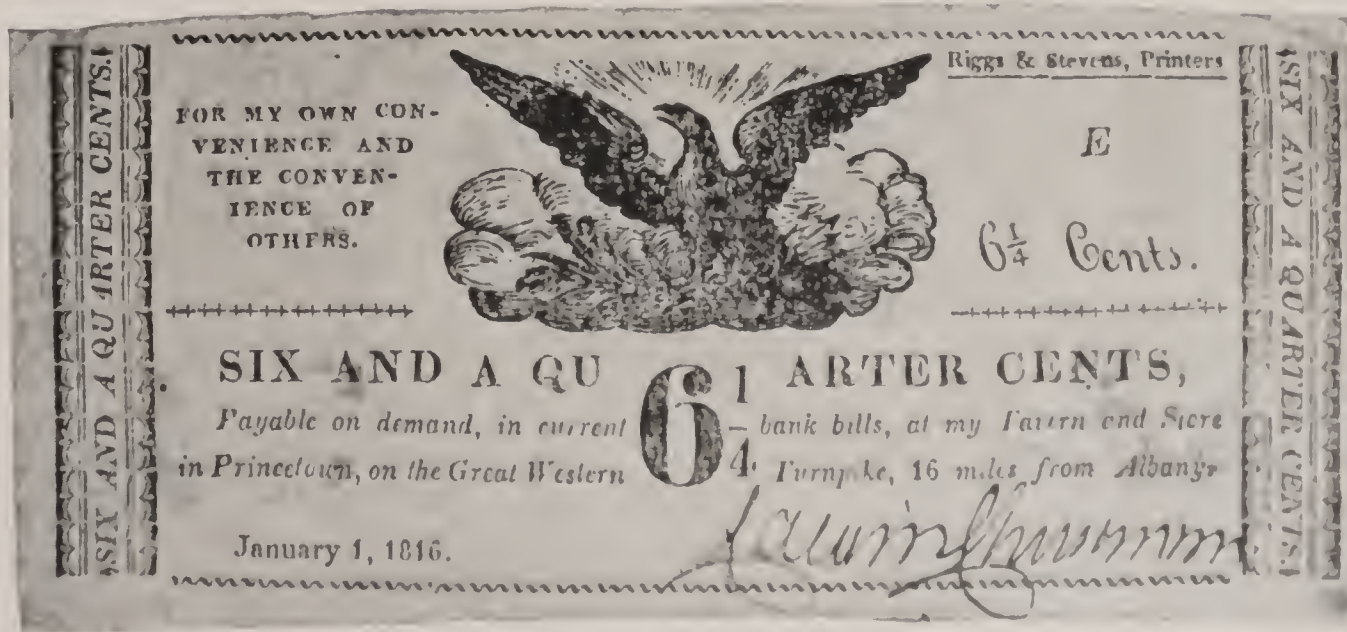 SIX AND A QUARTER CENTS.
FOR MY OWN CON-
VENIENCE AND
THE CONVEN-
IENCE OF
OTHERS.
Riggs & Stevens, Printers
E
6 1/4 Cents.
SIX AND A QU 6 1/4 ARTER CENTS,
Payable on demand, in current bank bills, at my Tavern and Store
in Princetown, on the Great Western Turnpike, 16 miles from Albany.
January 1, 1816.
SIX AND A QUARTER CENTS.